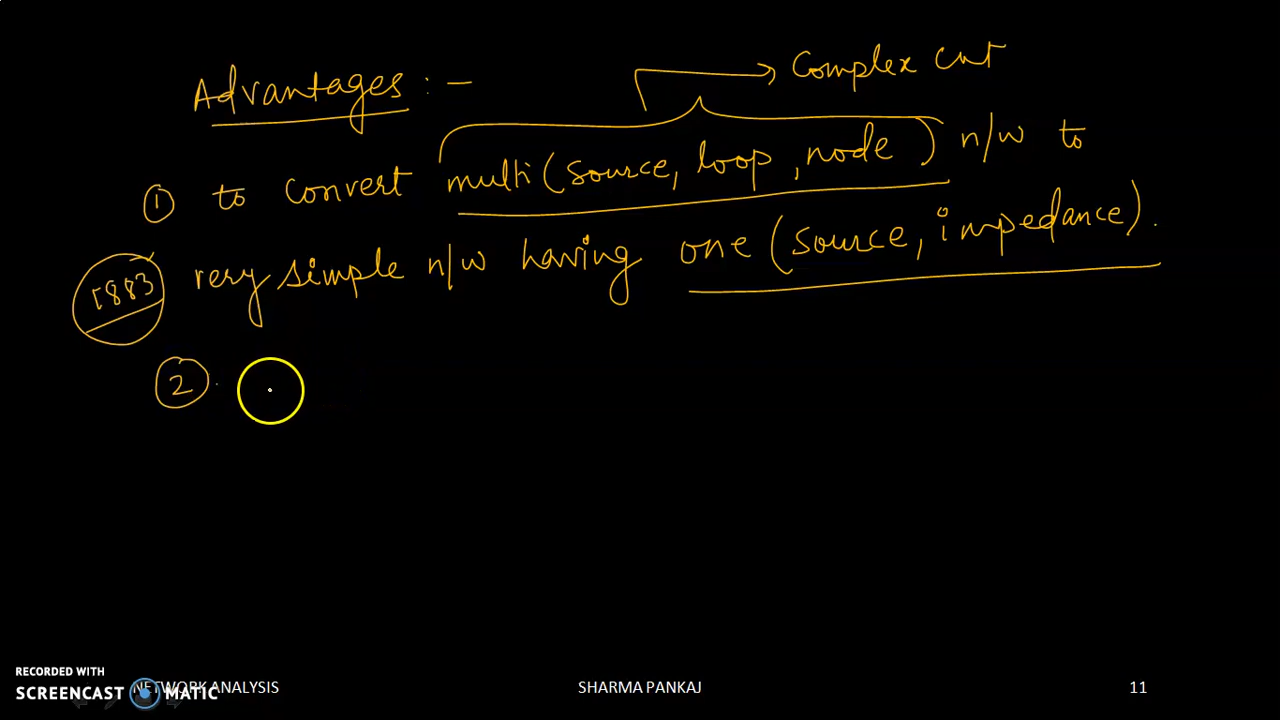 Advantages :-
Complex cut
① to convert multi (source, loop, node) n/w to
very simple n/w having one (source, impedance).
1883
②
RECORDED WITH
SCREENCAST MATIC
NETWORK ANALYSIS
SHARMA PANKAJ
11